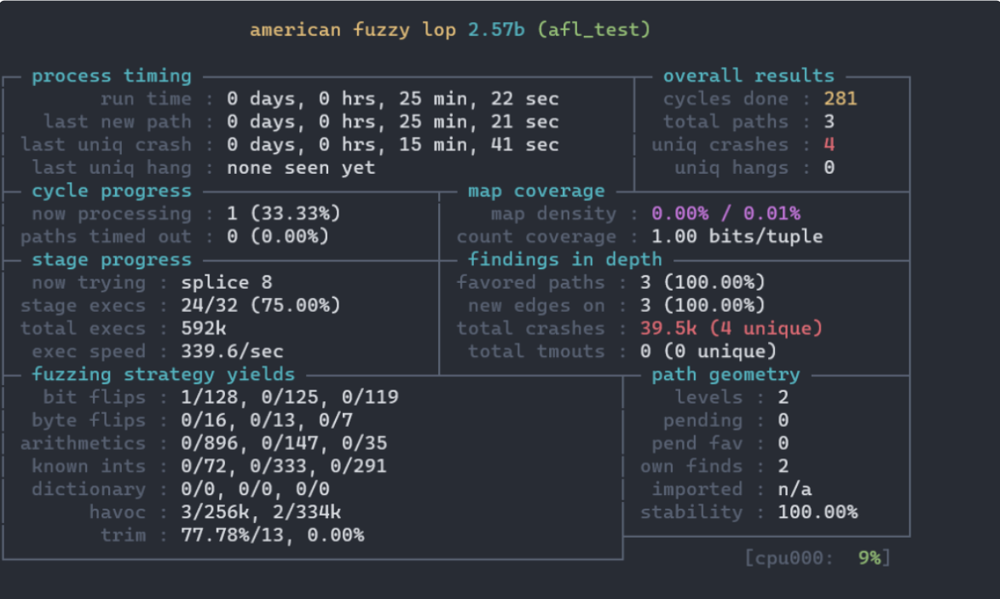 american fuzzy lop 2.57b (afl_test)
process timing
run time : 0 days, 0 hrs, 25 min, 22 sec
last new path : 0 days, 0 hrs, 25 min, 21 sec
last uniq crash : 0 days, 0 hrs, 15 min, 41 sec
last uniq hang : none seen yet
overall results
cycles done : 281
total paths : 3
uniq crashes : 4
uniq hangs : 0
cycle progress
now processing : 1 (33.33%)
paths timed out : 0 (0.00%)
map coverage
map density : 0.00% / 0.01%
count coverage : 1.00 bits/tuple
stage progress
now trying : splice 8
stage execs : 24/32 (75.00%)
total execs : 592k
exec speed : 339.6/sec
findings in depth
favored paths : 3 (100.00%)
new edges on : 3 (100.00%)
total crashes : 39.5k (4 unique)
total tmouts : 0 (0 unique)
fuzzing strategy yields
bit flips : 1/128, 0/125, 0/119
byte flips : 0/16, 0/13, 0/7
arithmetics : 0/896, 0/147, 0/35
known ints : 0/72, 0/333, 0/291
dictionary : 0/0, 0/0, 0/0
havoc : 3/256k, 2/334k
trim : 77.78%/13, 0.00%
path geometry
levels : 2
pending : 0
pend fav : 0
own finds : 2
imported : n/a
stability : 100.00%
[cpu000: 9%]